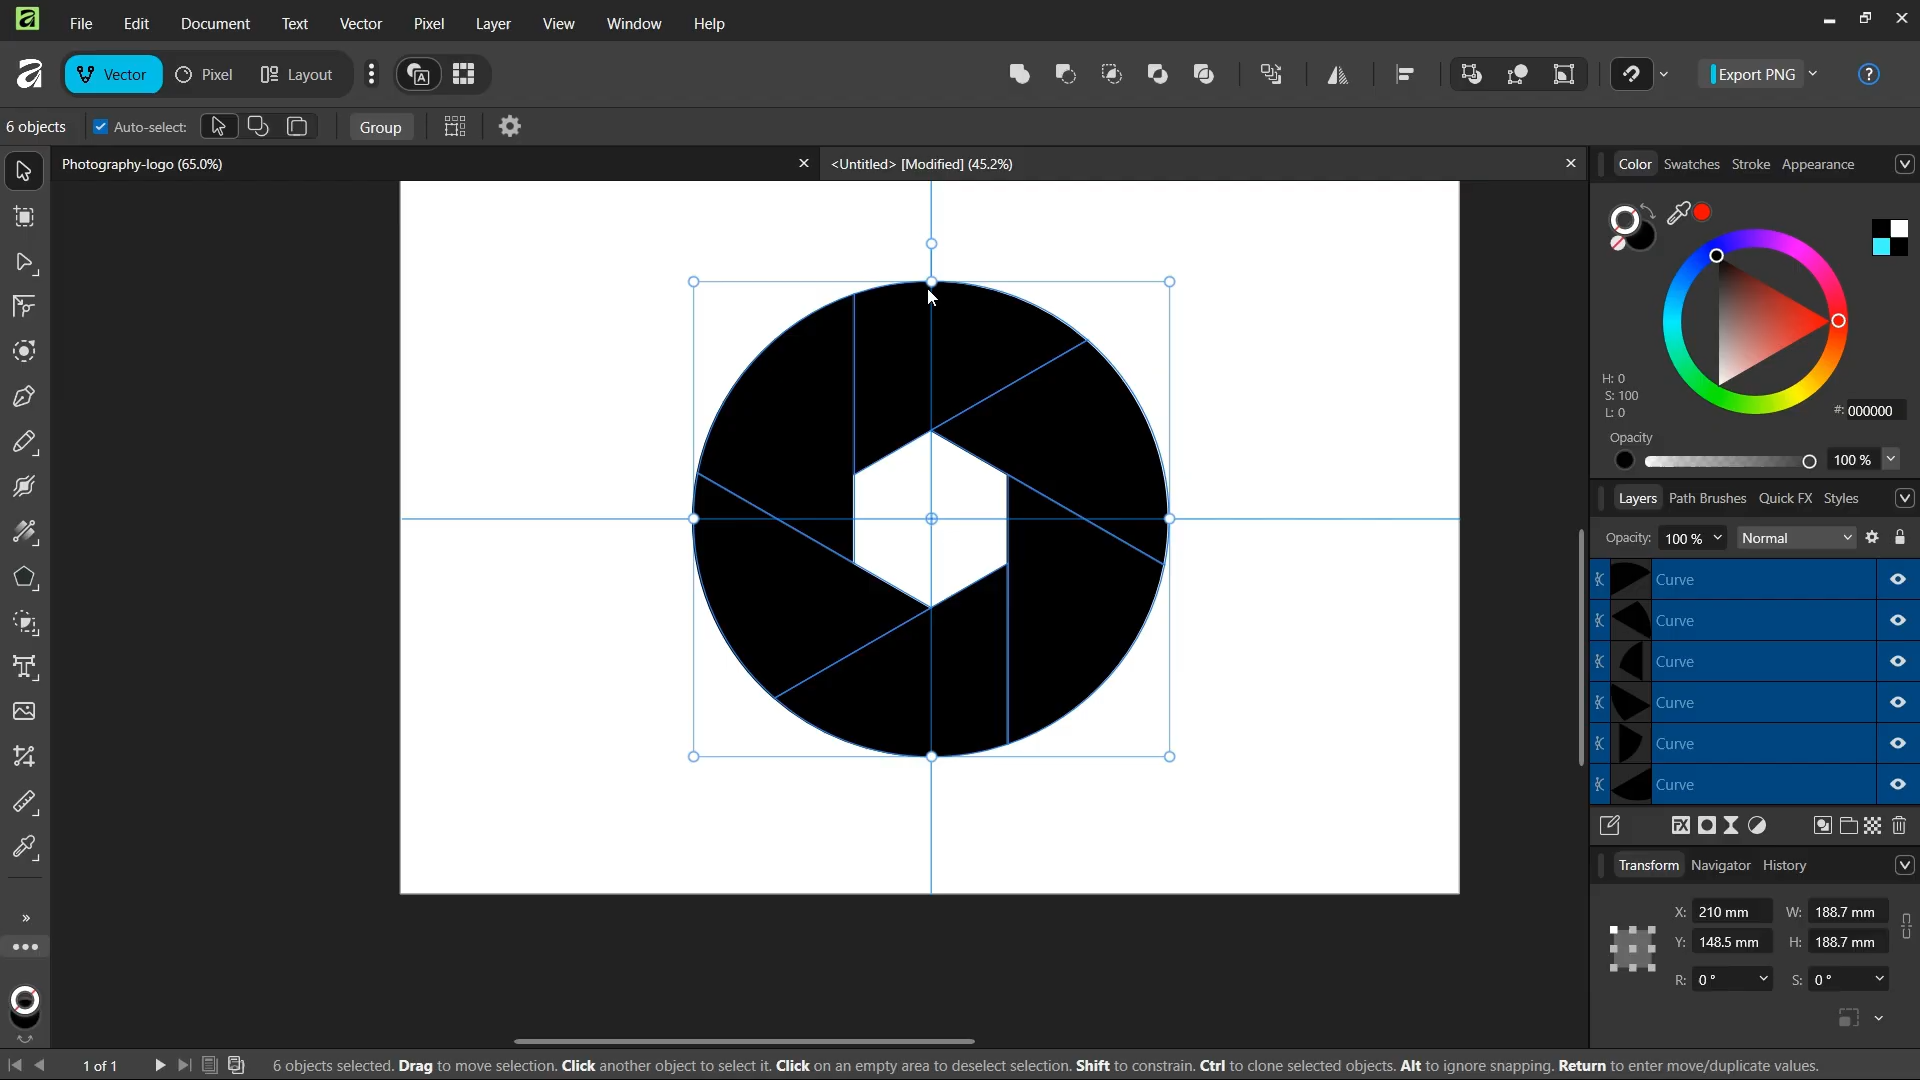 File Edit Document Text Vector Pixel Layer View Window Help
Vector Pixel Layout Export PNG
6 objects Auto-select: Group
Photography-logo (65.0%) <Untitled> [Modified] (45.2%)
Color Swatches Stroke Appearance
H: 0
S: 100
L: 0
#: 000000
Opacity
100 %
Layers Path Brushes Quick FX Styles
Opacity: 100 % Normal
Curve
Curve
Curve
Curve
Curve
Curve
Transform Navigator History
X: 210 mm W: 188.7 mm
Y: 148.5 mm H: 188.7 mm
R: 0 ° S: 0 °
1 of 1 6 objects selected. Drag to move selection. Click another object to select it. Click on an empty area to deselect selection. Shift to constrain. Ctrl to clone selected objects. Alt to ignore snapping. Return to enter move/duplicate values.